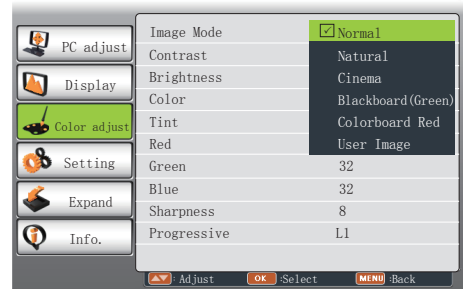 PC adjust
Display
Color adjust
Setting
Expand
Info.
Image Mode
Normal
Contrast
Natural
Brightness
Cinema
Color
Blackboard(Green)
Tint
Colorboard Red
Red
User Image
Green 32
Blue 32
Sharpness 8
Progressive L1
: Adjust OK :Select MENU :Back